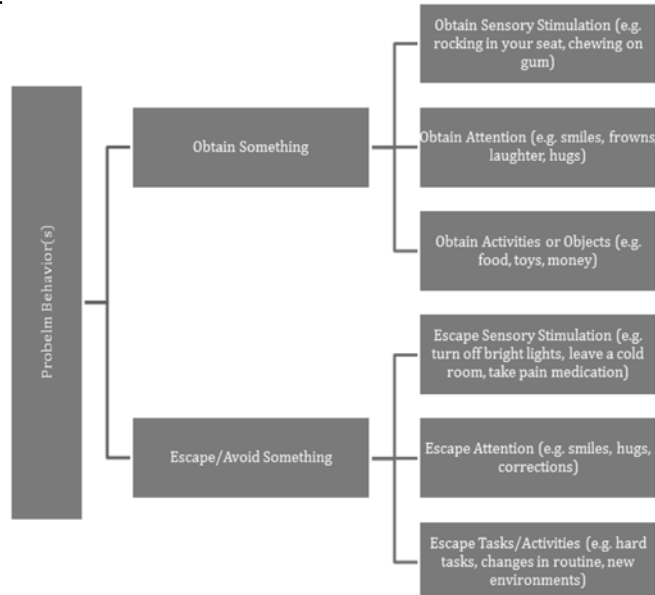 Obtain Sensory Stimulation (e.g.
rocking in your seat, chewing on
gum)
Obtain Something
Obtain Attention (e.g. smiles, frowns,
laughter, hugs)
Obtain Activities or Objects (e.g.
food, toys, money)
Probelm Behavior(s)
Escape Sensory Stimulation (e.g.
turn off bright lights, leave a cold
room, take pain medication)
Escape/Avoid Something
Escape Attention (e.g. smiles, hugs,
corrections)
Escape Tasks/Activities (e.g. hard
tasks, changes in routine, new
environments)